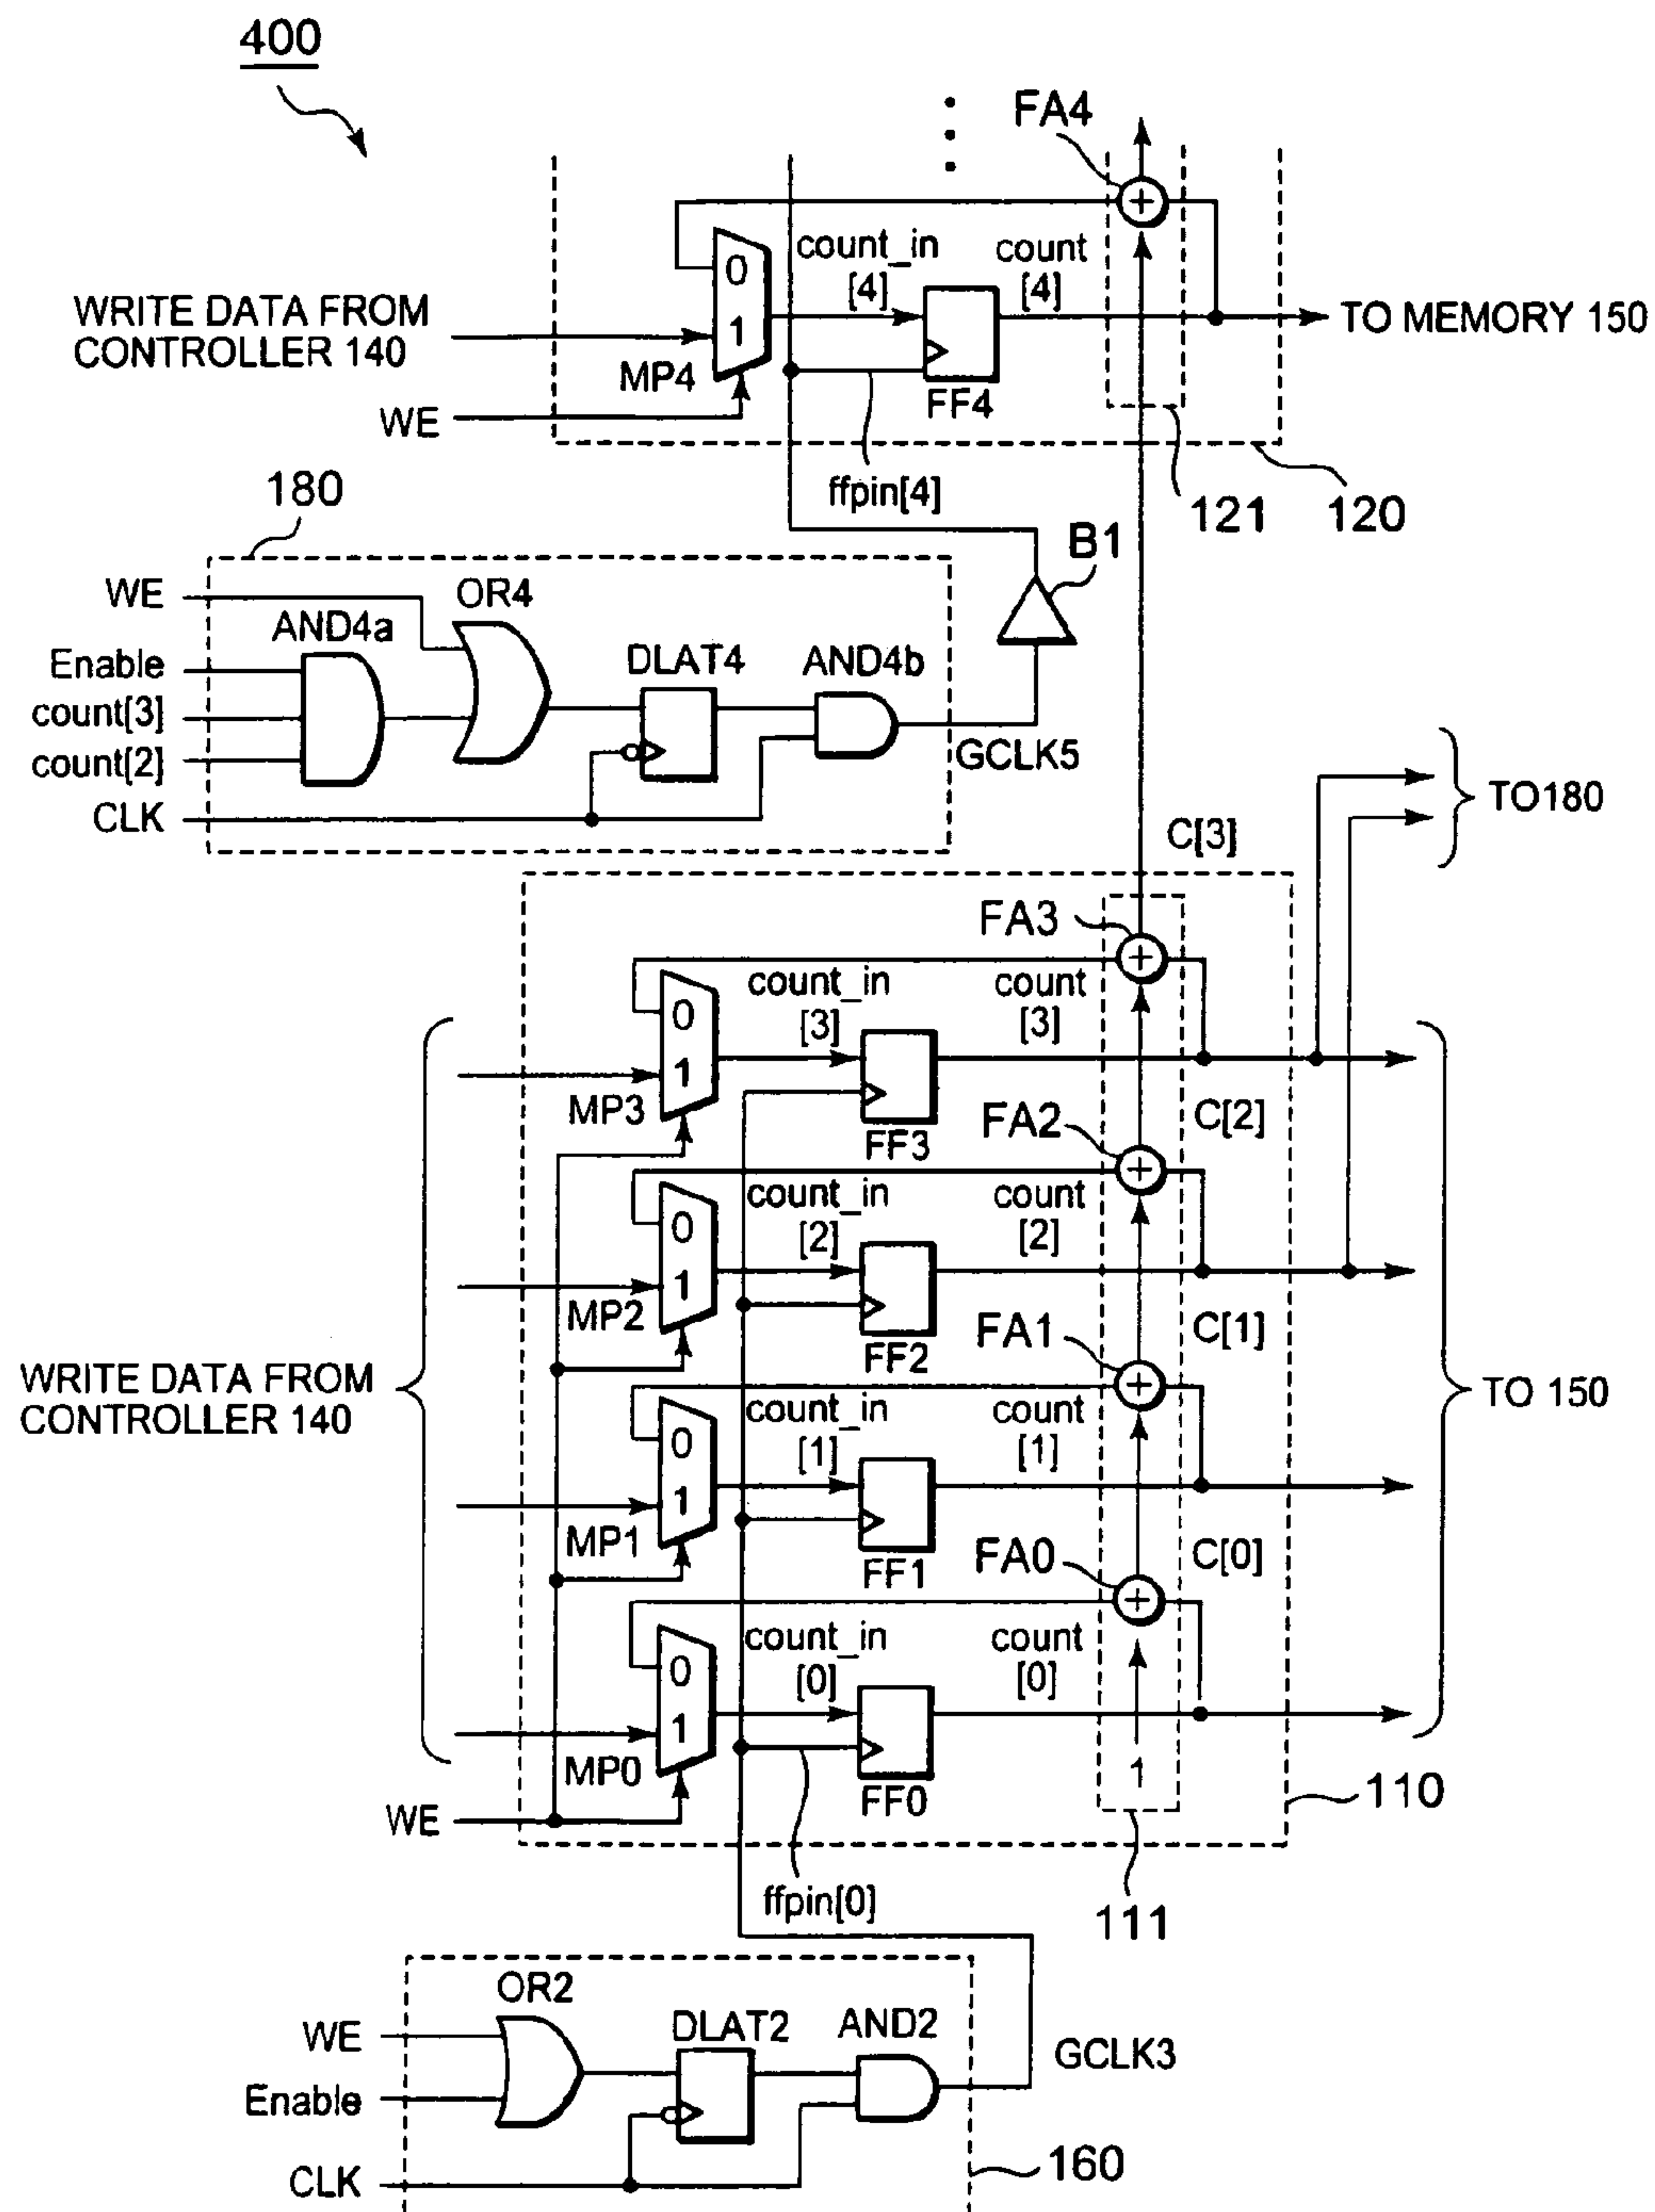 400
FA4
count_in
[4]
count
[4]
0
1
+
WRITE DATA FROM
CONTROLLER 140
TO MEMORY 150
MP4
FF4
WE
ffpin[4]
121
120
180
B1
WE
OR4
AND4a
Enable
DLAT4
AND4b
count[3]
count[2]
GCLK5
CLK
TO180
C[3]
FA3
+
count_in
[3]
count
[3]
0
1
MP3
FF3
C[2]
FA2
+
count_in
[2]
count
[2]
0
1
MP2
FF2
C[1]
FA1
+
WRITE DATA FROM
CONTROLLER 140
TO 150
count_in
[1]
count
[1]
0
1
MP1
FF1
C[0]
FA0
+
count_in
[0]
count
[0]
0
1
MP0
FF0
1
110
WE
ffpin[0]
111
OR2
DLAT2
AND2
WE
GCLK3
Enable
160
CLK